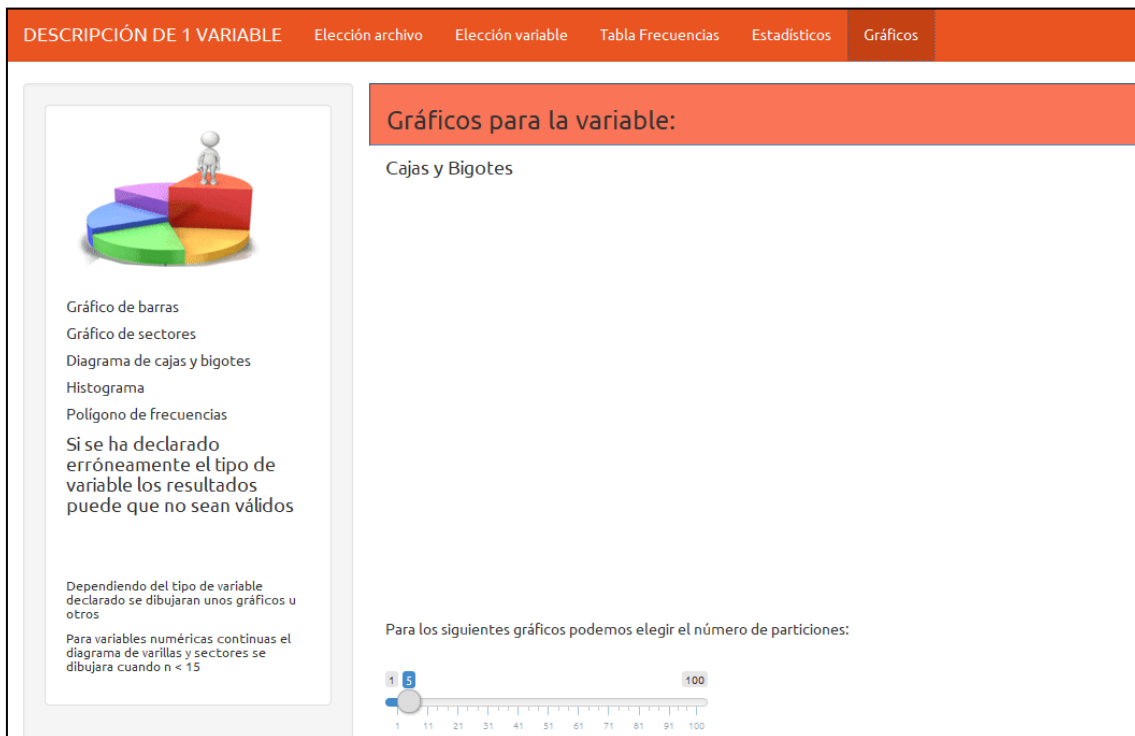 DESCRIPCIÓN DE 1 VARIABLE Elección archivo Elección variable Tabla Frecuencias Estadísticos Gráficos
Gráfico de barras
Gráfico de sectores
Diagrama de cajas y bigotes
Histograma
Polígono de frecuencias
Si se ha declarado
erróneamente el tipo de
variable los resultados
puede que no sean válidos
Dependiendo del tipo de variable
declarado se dibujaran unos gráficos u
otros
Para variables numéricas continuas el
diagrama de varillas y sectores se
dibujara cuando n < 15
Gráficos para la variable:
Cajas y Bigotes
Para los siguientes gráficos podemos elegir el número de particiones:
1 5 100
1 11 21 31 41 51 61 71 81 91 100